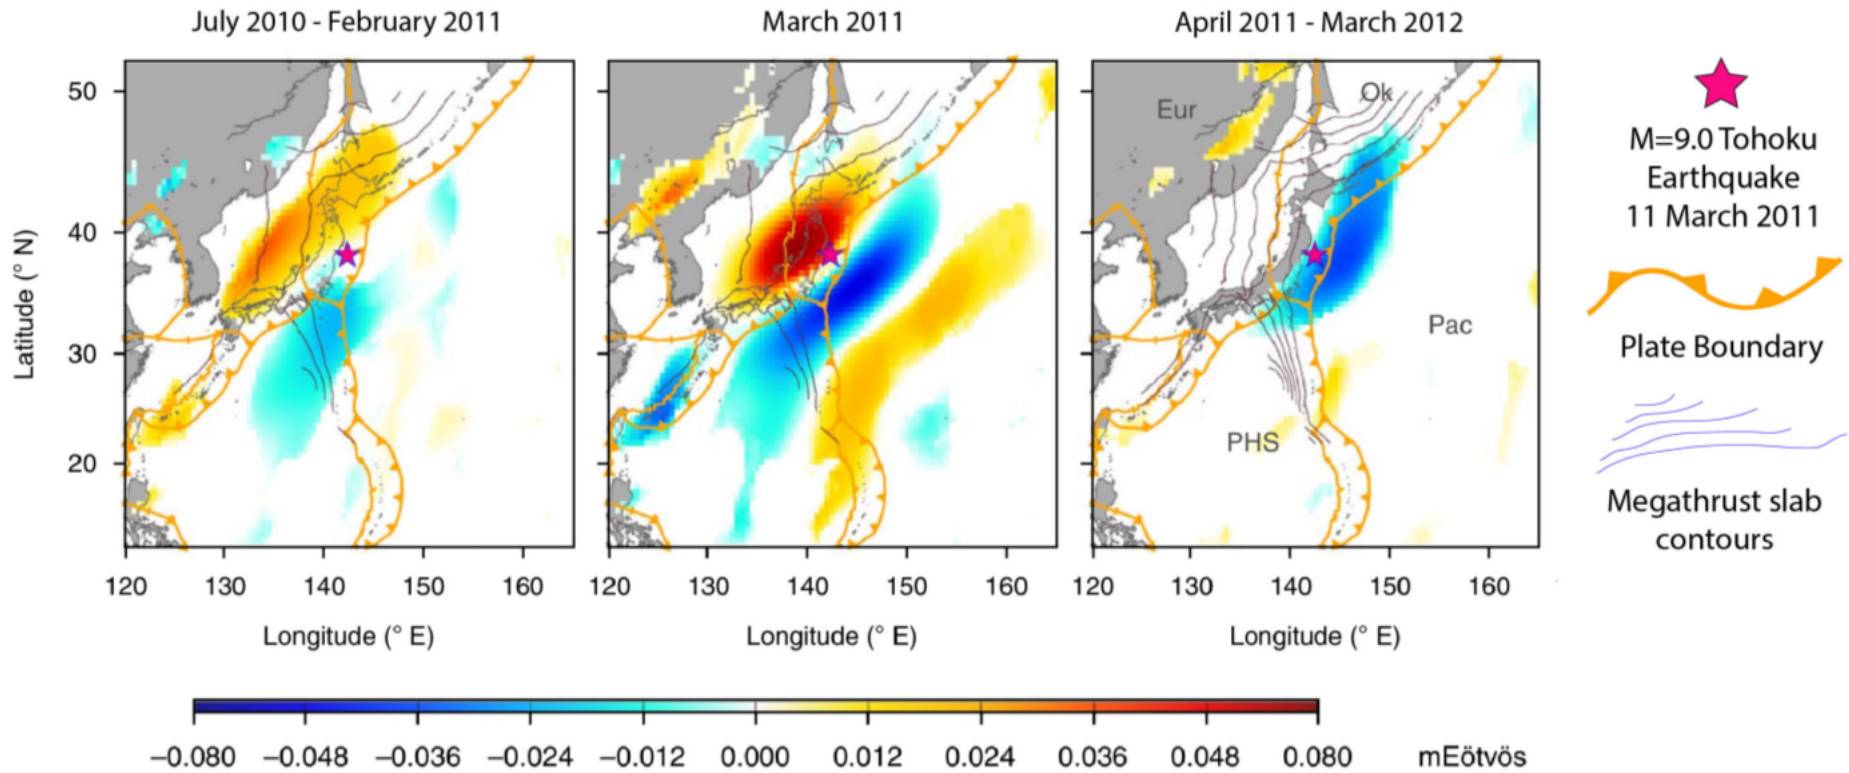 July 2010 - February 2011
March 2011
April 2011 - March 2012
50
40
30
20
Latitude (° N)
Eur
Ok
Pac
PHS
120 130 140 150 160
120 130 140 150 160
120 130 140 150 160
Longitude (° E)
Longitude (° E)
Longitude (° E)
M=9.0 Tohoku
Earthquake
11 March 2011
Plate Boundary
Megathrust slab
contours
−0.080 −0.048 −0.036 −0.024 −0.012 0.000 0.012 0.024 0.036 0.048 0.080 mEötvös